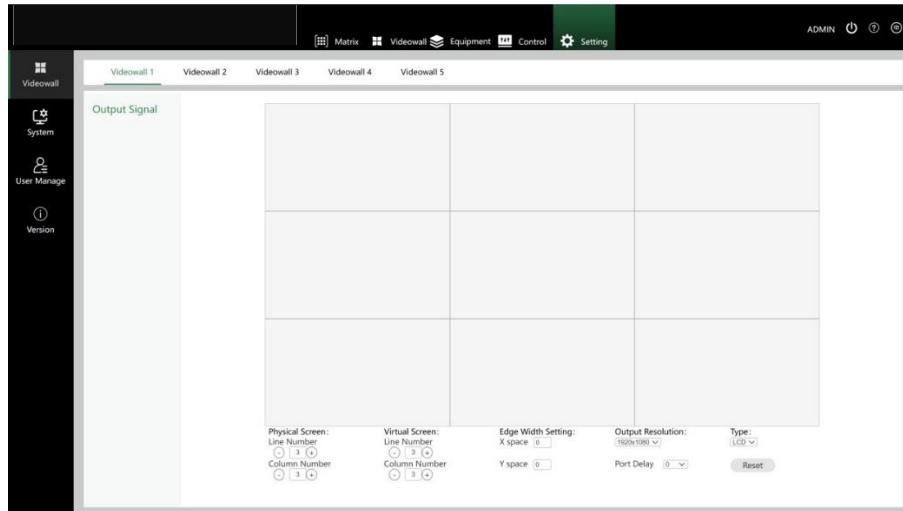 Matrix Videowall Equipment Control Setting ADMIN
Videowall
Videowall 1 Videowall 2 Videowall 3 Videowall 4 Videowall 5
Output Signal
System
User Manage
Version
Physical Screen: Virtual Screen: Edge Width Setting: Output Resolution: Type:
Line Number Line Number X space 0 1920x1080 LCD
- 3 + - 3 +
Column Number Column Number Y space 0 Port Delay 0 Reset
- 3 + - 3 +